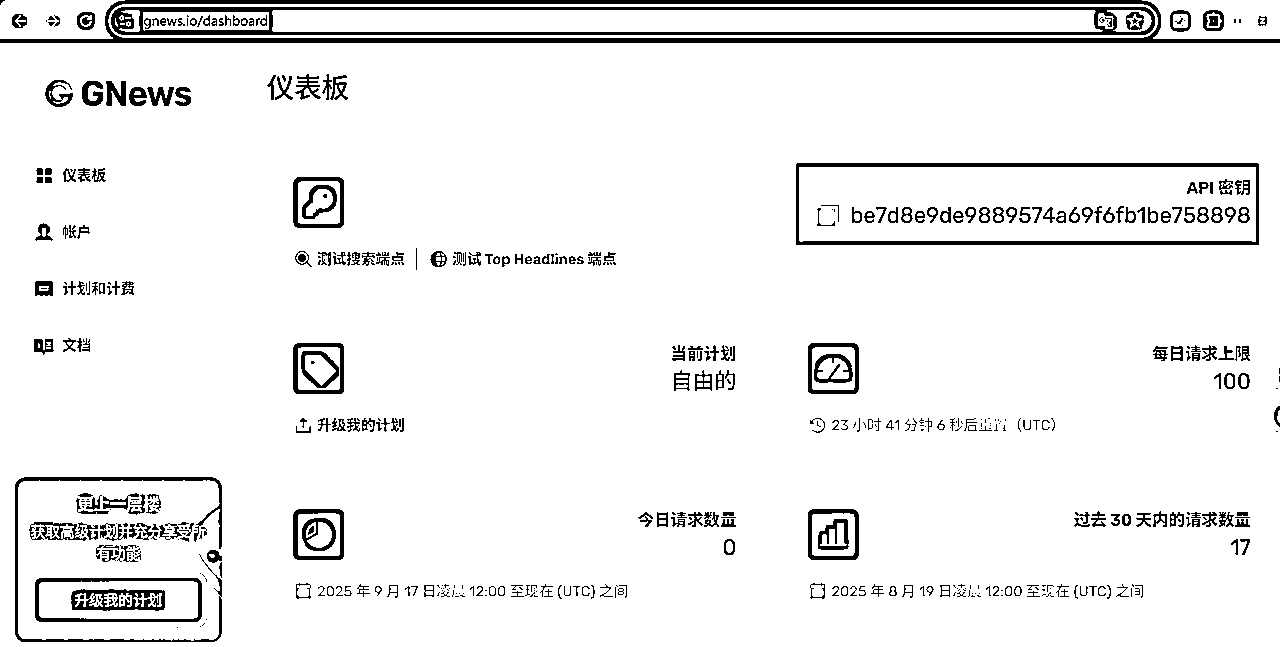 gnews.io/dashboard
GNews
仪表板
仪表板
帐户
计划和计费
文档
API 密钥
be7d8e9de9889574a69f6fb1be758898
测试搜索端点
测试 Top Headlines 端点
当前计划
自由的
升级我的计划
每日请求上限
100
23 小时 41 分钟 6 秒后重置（UTC）
今日请求数量
0
2025 年 9 月 17 日凌晨 12:00 至现在 (UTC) 之间
过去 30 天内的请求数量
17
2025 年 8 月 19 日凌晨 12:00 至现在 (UTC) 之间
更上一层楼
获取高级计划并充分享受所
有功能
升级我的计划